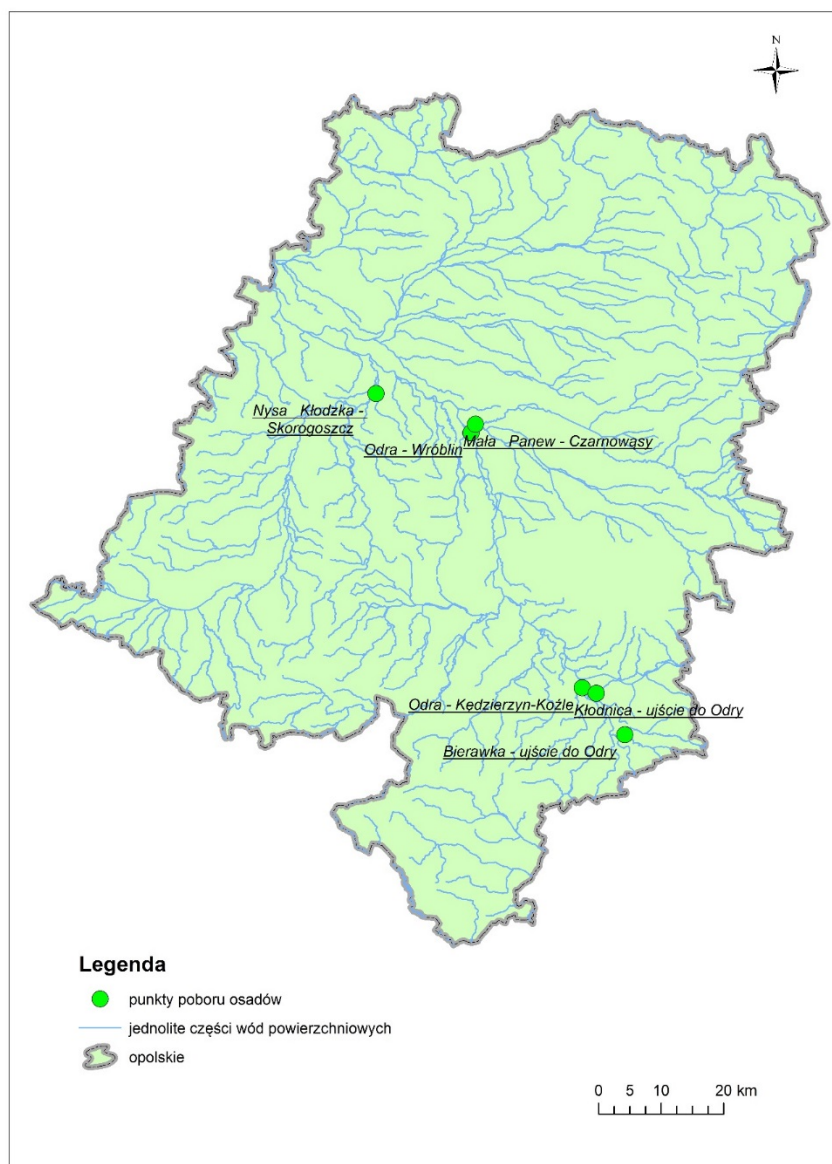 N
Nysa Kłodzka -
Skorogoszcz
Odra - Wróblin
Mała Panew - Czarnowąsy
Odra - Kędzierzyn-Koźle
Kłodnica - ujście do Odry
Bierawka - ujście do Odry
Legenda
punkty poboru osadów
jednolite części wód powierzchniowych
opolskie
0 5 10 20 km